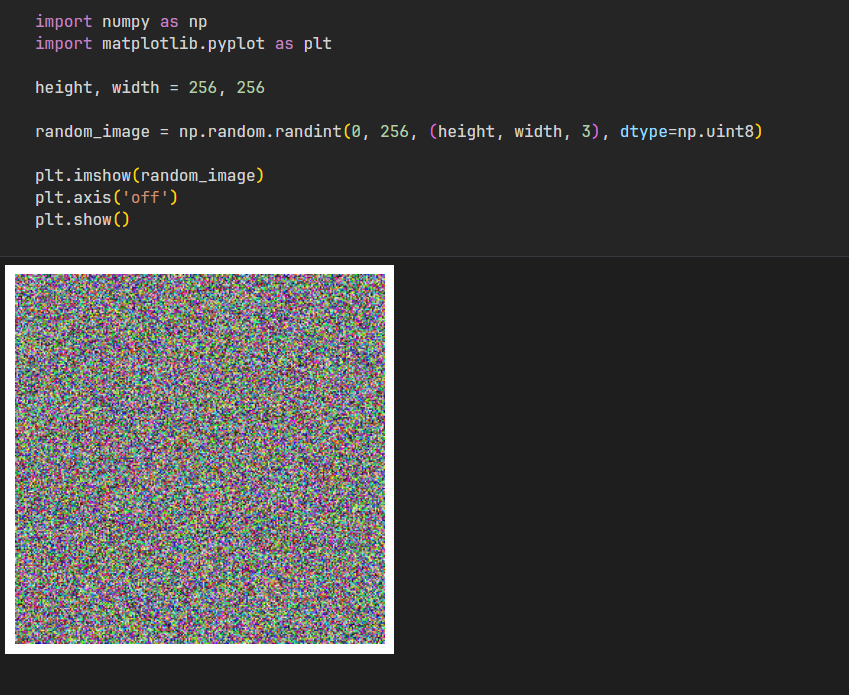 import numpy as np
import matplotlib.pyplot as plt
height, width = 256, 256
random_image = np.random.randint(0, 256, (height, width, 3), dtype=np.uint8)
plt.imshow(random_image)
plt.axis('off')
plt.show()